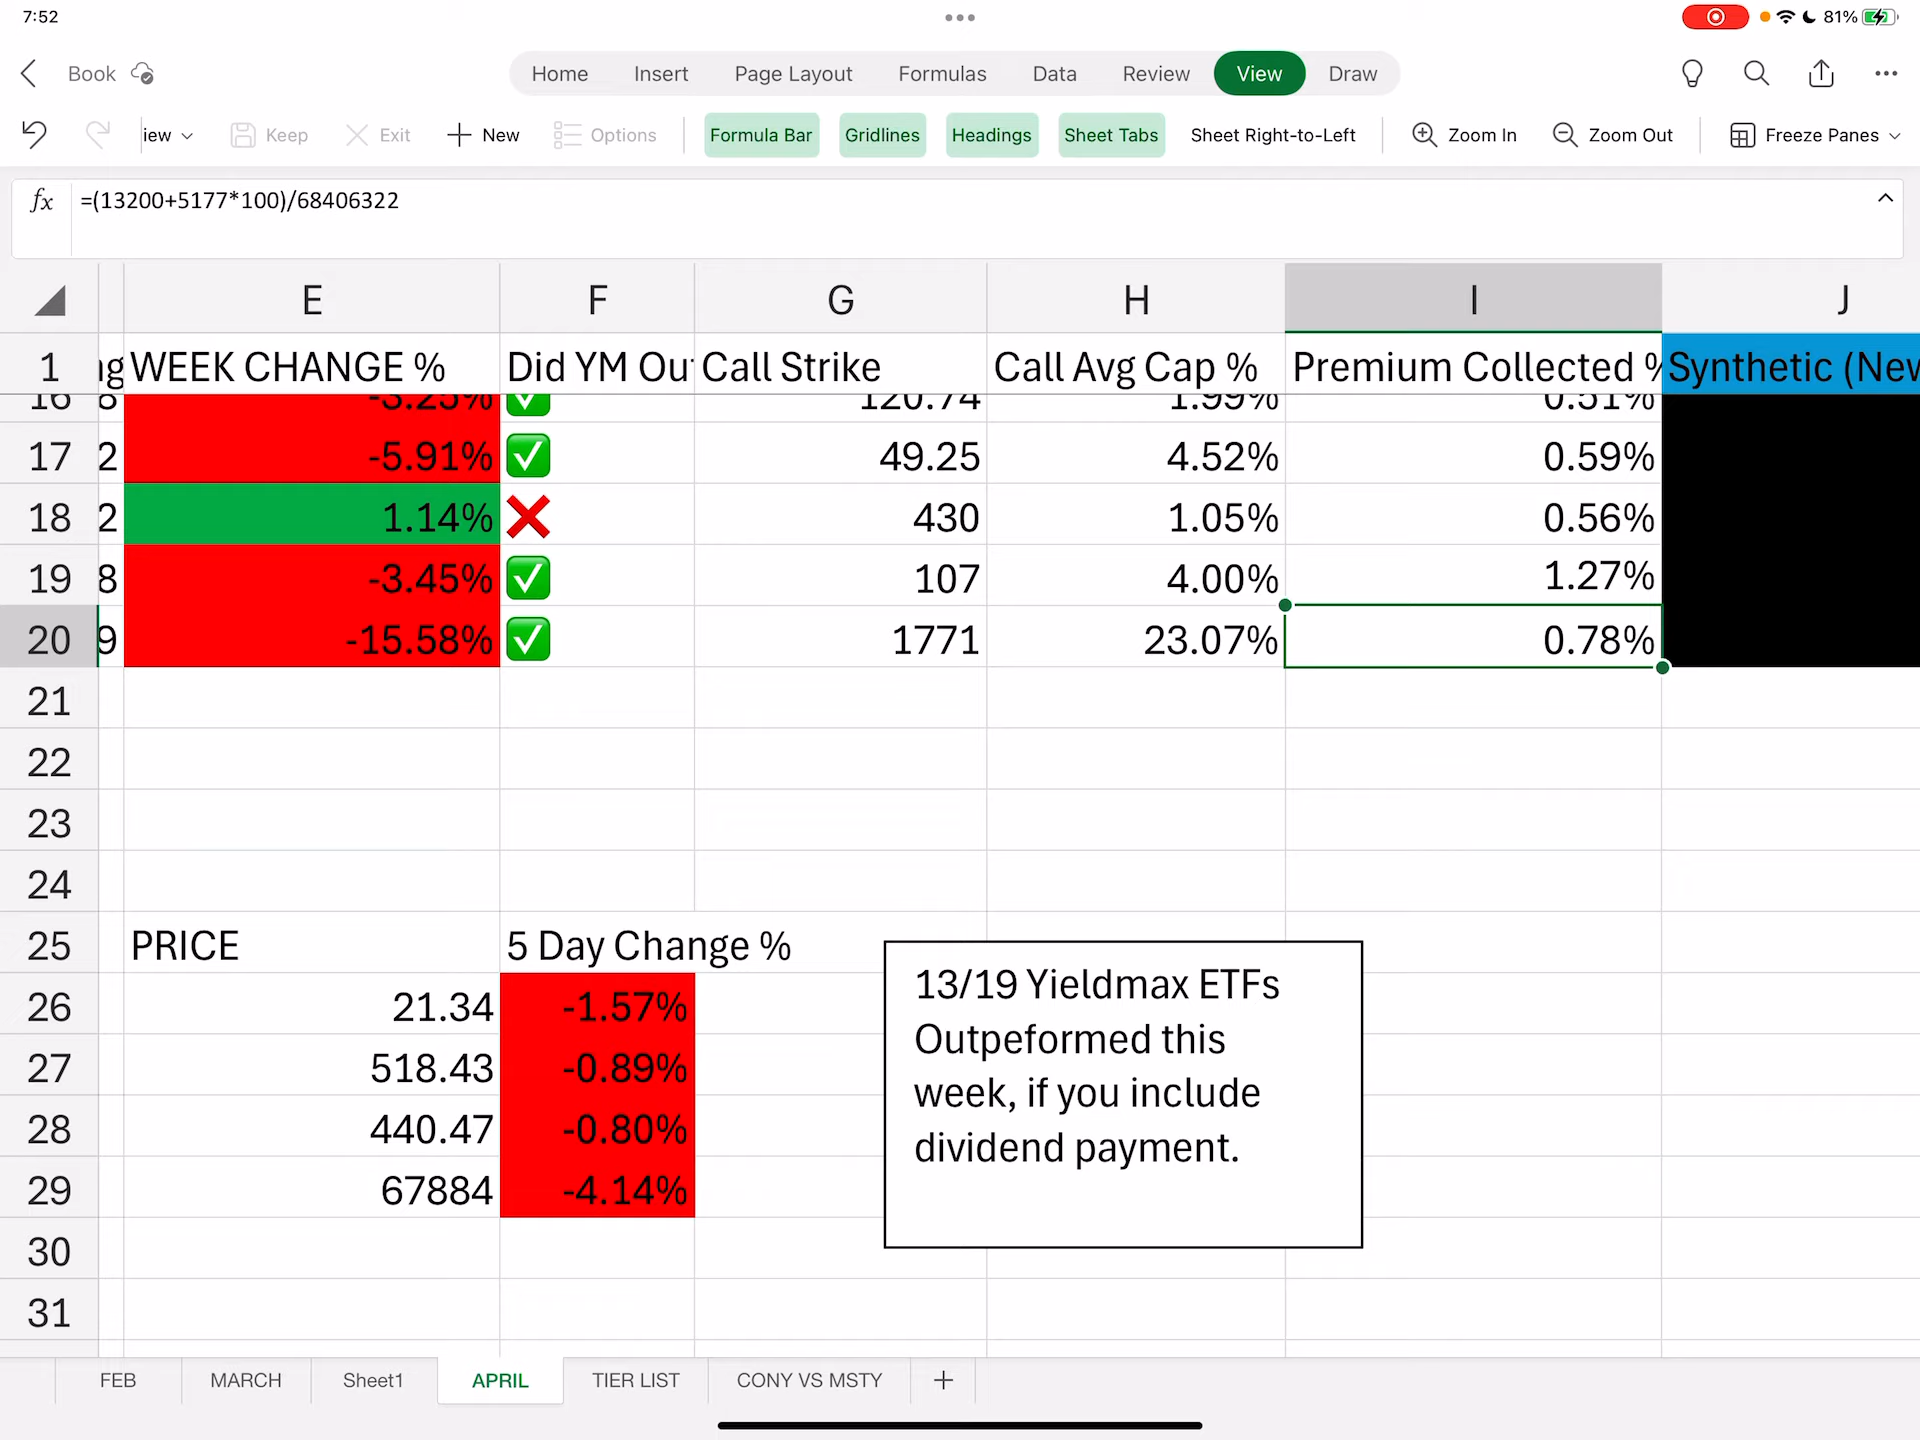 7:52
81%
Book
Home Insert Page Layout Formulas Data Review View Draw
iew Keep Exit New Options Formula Bar Gridlines Headings Sheet Tabs Sheet Right-to-Left Zoom In Zoom Out Freeze Panes
fx =(13200+5177*100)/68406322
E F G H I J
1 ng WEEK CHANGE % Did YM Out Call Strike Call Avg Cap % Premium Collected % Synthetic (New
16 8 -3.25% ✅ 120.74 1.99% 0.51%
17 2 -5.91% ✅ 49.25 4.52% 0.59%
18 2 1.14% ❌ 430 1.05% 0.56%
19 8 -3.45% ✅ 107 4.00% 1.27%
20 9 -15.58% ✅ 1771 23.07% 0.78%
21
22
23
24
25 PRICE 5 Day Change %
26 21.34 -1.57%
27 518.43 -0.89%
28 440.47 -0.80%
29 67884 -4.14%
30
31
13/19 Yieldmax ETFs
Outpeformed this
week, if you include
dividend payment.
FEB MARCH Sheet1 APRIL TIER LIST CONY VS MSTY +